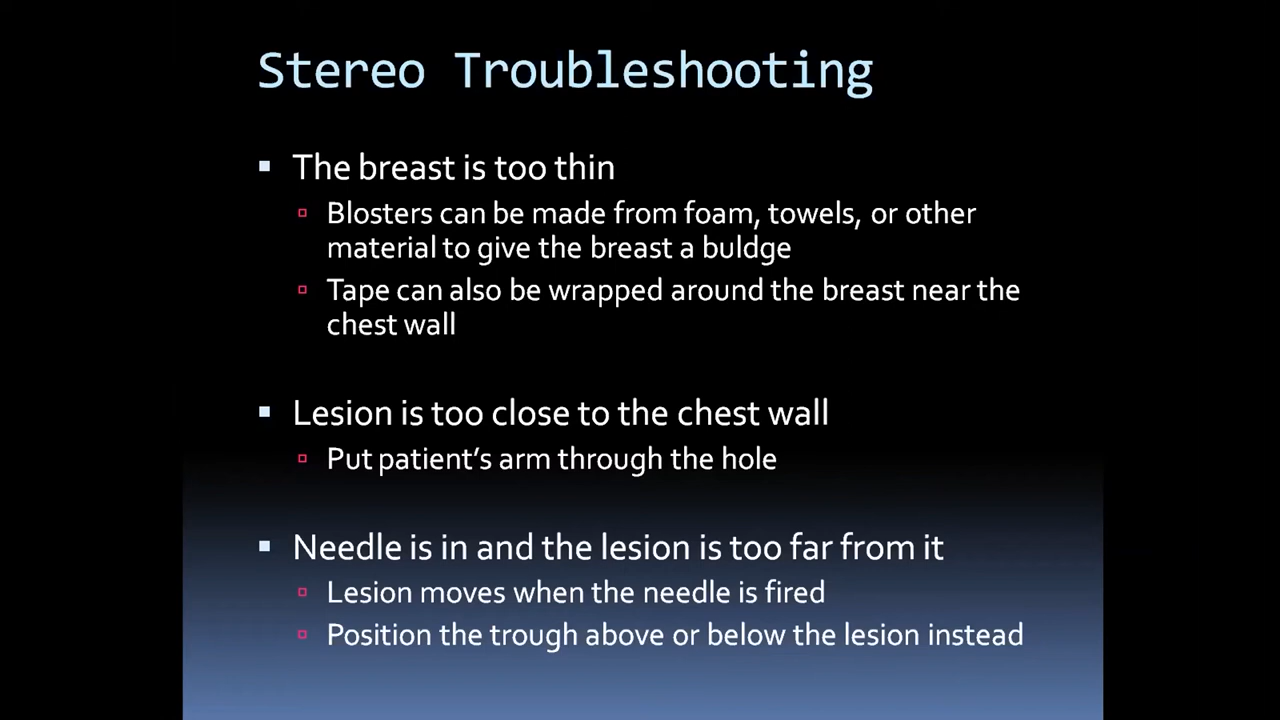 Stereo Troubleshooting
The breast is too thin
Blosters can be made from foam, towels, or other
material to give the breast a buldge
Tape can also be wrapped around the breast near the
chest wall
Lesion is too close to the chest wall
Put patient’s arm through the hole
Needle is in and the lesion is too far from it
Lesion moves when the needle is fired
Position the trough above or below the lesion instead